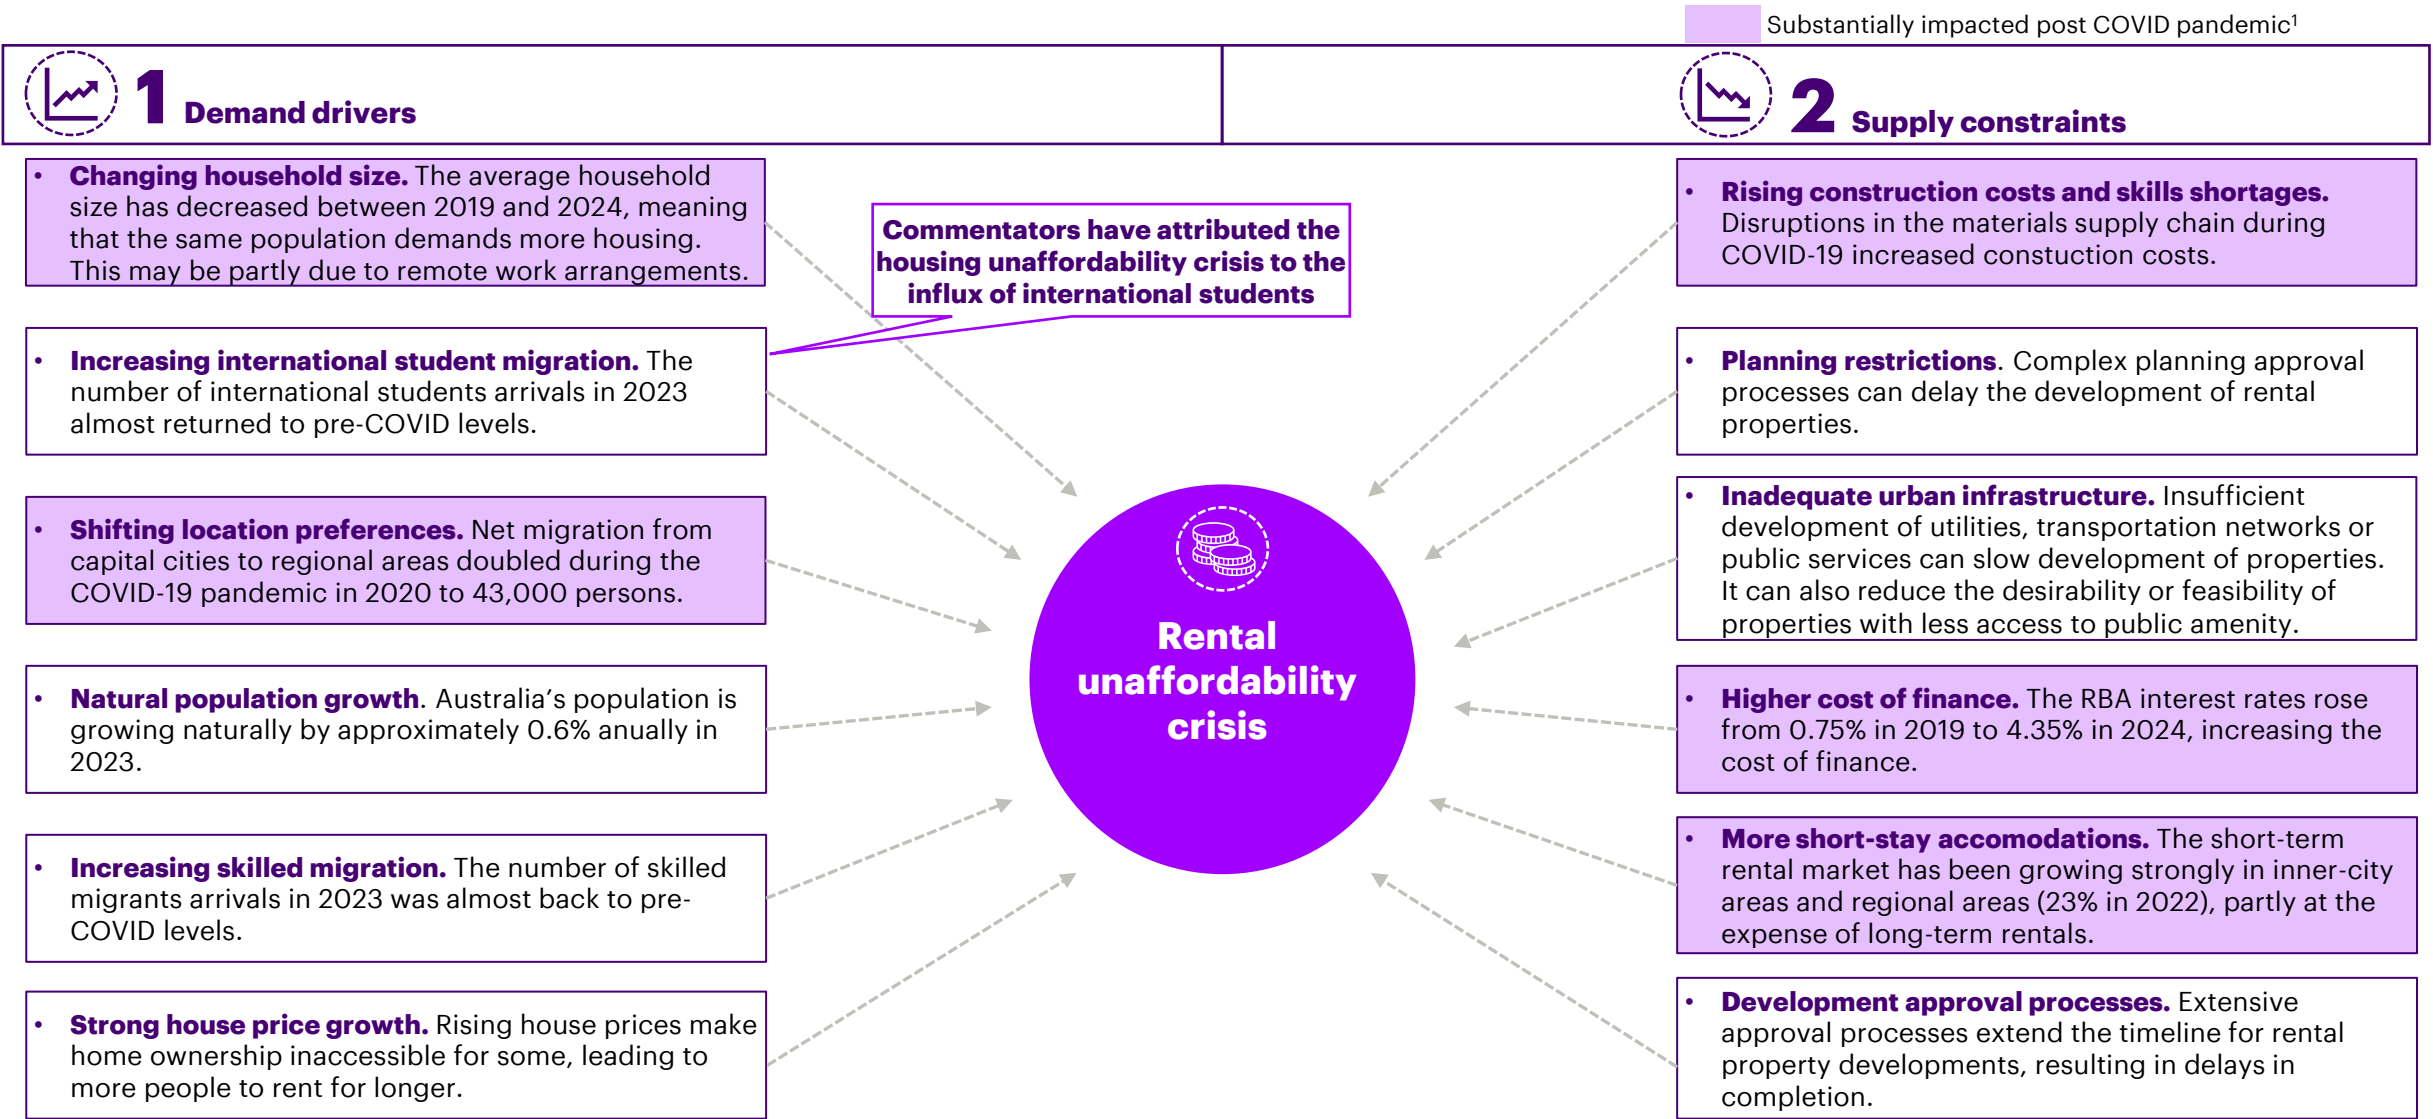 Substantially impacted post COVID pandemic¹
1 Demand drivers
2 Supply constraints
• Changing household size. The average household
size has decreased between 2019 and 2024, meaning
that the same population demands more housing.
This may be partly due to remote work arrangements.
Commentators have attributed the
housing unaffordability crisis to the
influx of international students
• Increasing international student migration. The
number of international students arrivals in 2023
almost returned to pre-COVID levels.
• Shifting location preferences. Net migration from
capital cities to regional areas doubled during the
COVID-19 pandemic in 2020 to 43,000 persons.
• Natural population growth. Australia’s population is
growing naturally by approximately 0.6% anually in
2023.
• Increasing skilled migration. The number of skilled
migrants arrivals in 2023 was almost back to pre-
COVID levels.
• Strong house price growth. Rising house prices make
home ownership inaccessible for some, leading to
more people to rent for longer.
Rental
unaffordability
crisis
• Rising construction costs and skills shortages.
Disruptions in the materials supply chain during
COVID-19 increased constuction costs.
• Planning restrictions. Complex planning approval
processes can delay the development of rental
properties.
• Inadequate urban infrastructure. Insufficient
development of utilities, transportation networks or
public services can slow development of properties.
It can also reduce the desirability or feasibility of
properties with less access to public amenity.
• Higher cost of finance. The RBA interest rates rose
from 0.75% in 2019 to 4.35% in 2024, increasing the
cost of finance.
• More short-stay accomodations. The short-term
rental market has been growing strongly in inner-city
areas and regional areas (23% in 2022), partly at the
expense of long-term rentals.
• Development approval processes. Extensive
approval processes extend the timeline for rental
property developments, resulting in delays in
completion.